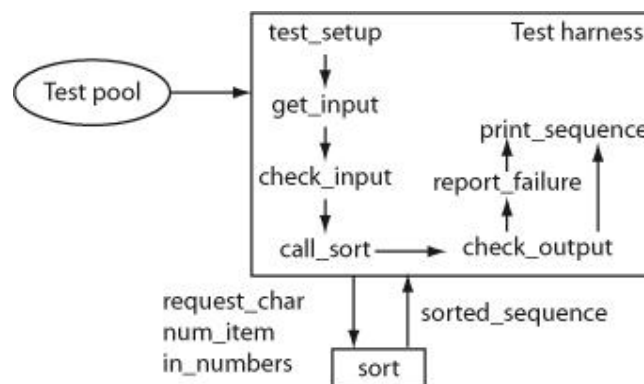 test_setup
Test harness
Test pool
get_input
print_sequence
check_input
report_failure
call_sort
check_output
request_char
num_item
in_numbers
sorted_sequence
sort